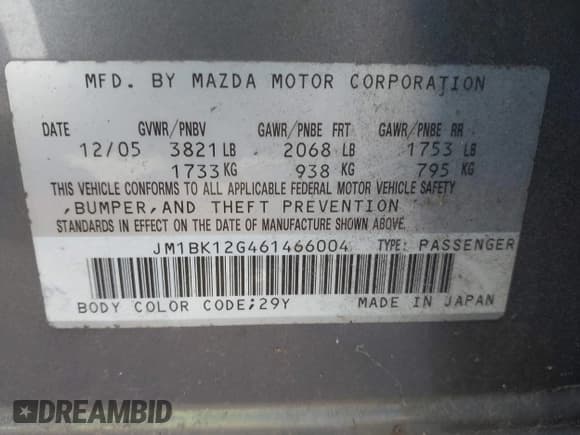 MFD. BY MAZDA MOTOR CORPORATION
DATE GVWR/PNBV GAWR/PNBE FRT GAWR/PNBE RR
12/05 3821 LB 2068 LB 1753 LB
1733 KG 938 KG 795 KG
THIS VEHICLE CONFORMS TO ALL APPLICABLE FEDERAL MOTOR VEHICLE SAFETY
,BUMPER,AND THEFT PREVENTION
STANDARDS IN EFFECT ON THE DATE OF MANUFACTURE SHOWN ABOVE.
JM1BK12G461466004 TYPE: PASSENGER
BODY COLOR CODE;29Y MADE IN JAPAN
DREAMBID